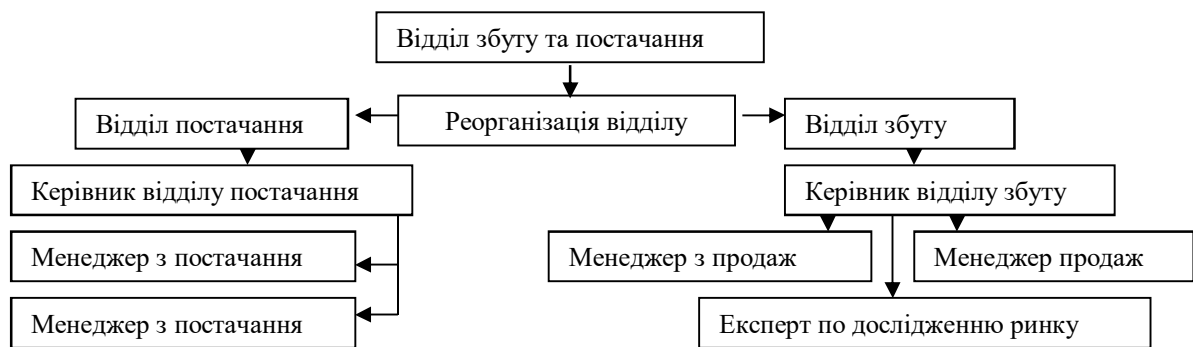 Відділ збуту та постачання
Відділ постачання
Реорганізація відділу
Відділ збуту
Керівник відділу постачання
Керівник відділу збуту
Менеджер з постачання
Менеджер з продаж
Менеджер продаж
Менеджер з постачання
Експерт по дослідженню ринку